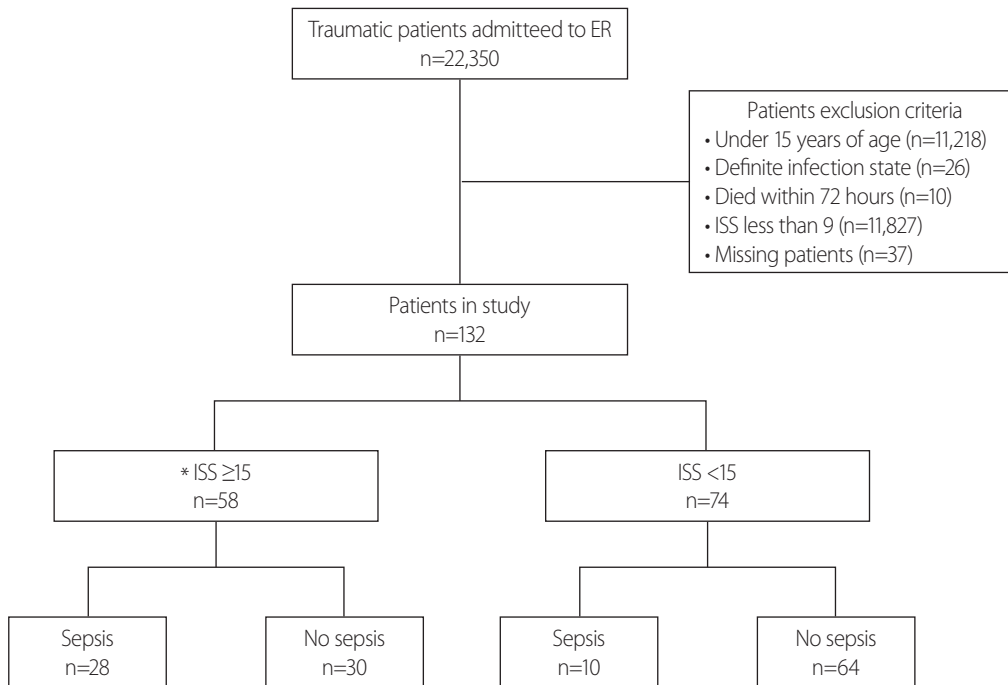 Traumatic patients admitteed to ER
n=22,350
Patients exclusion criteria
• Under 15 years of age (n=11,218)
• Definite infection state (n=26)
• Died within 72 hours (n=10)
• ISS less than 9 (n=11,827)
• Missing patients (n=37)
Patients in study
n=132
* ISS ≥15
n=58
ISS <15
n=74
Sepsis
n=28
No sepsis
n=30
Sepsis
n=10
No sepsis
n=64